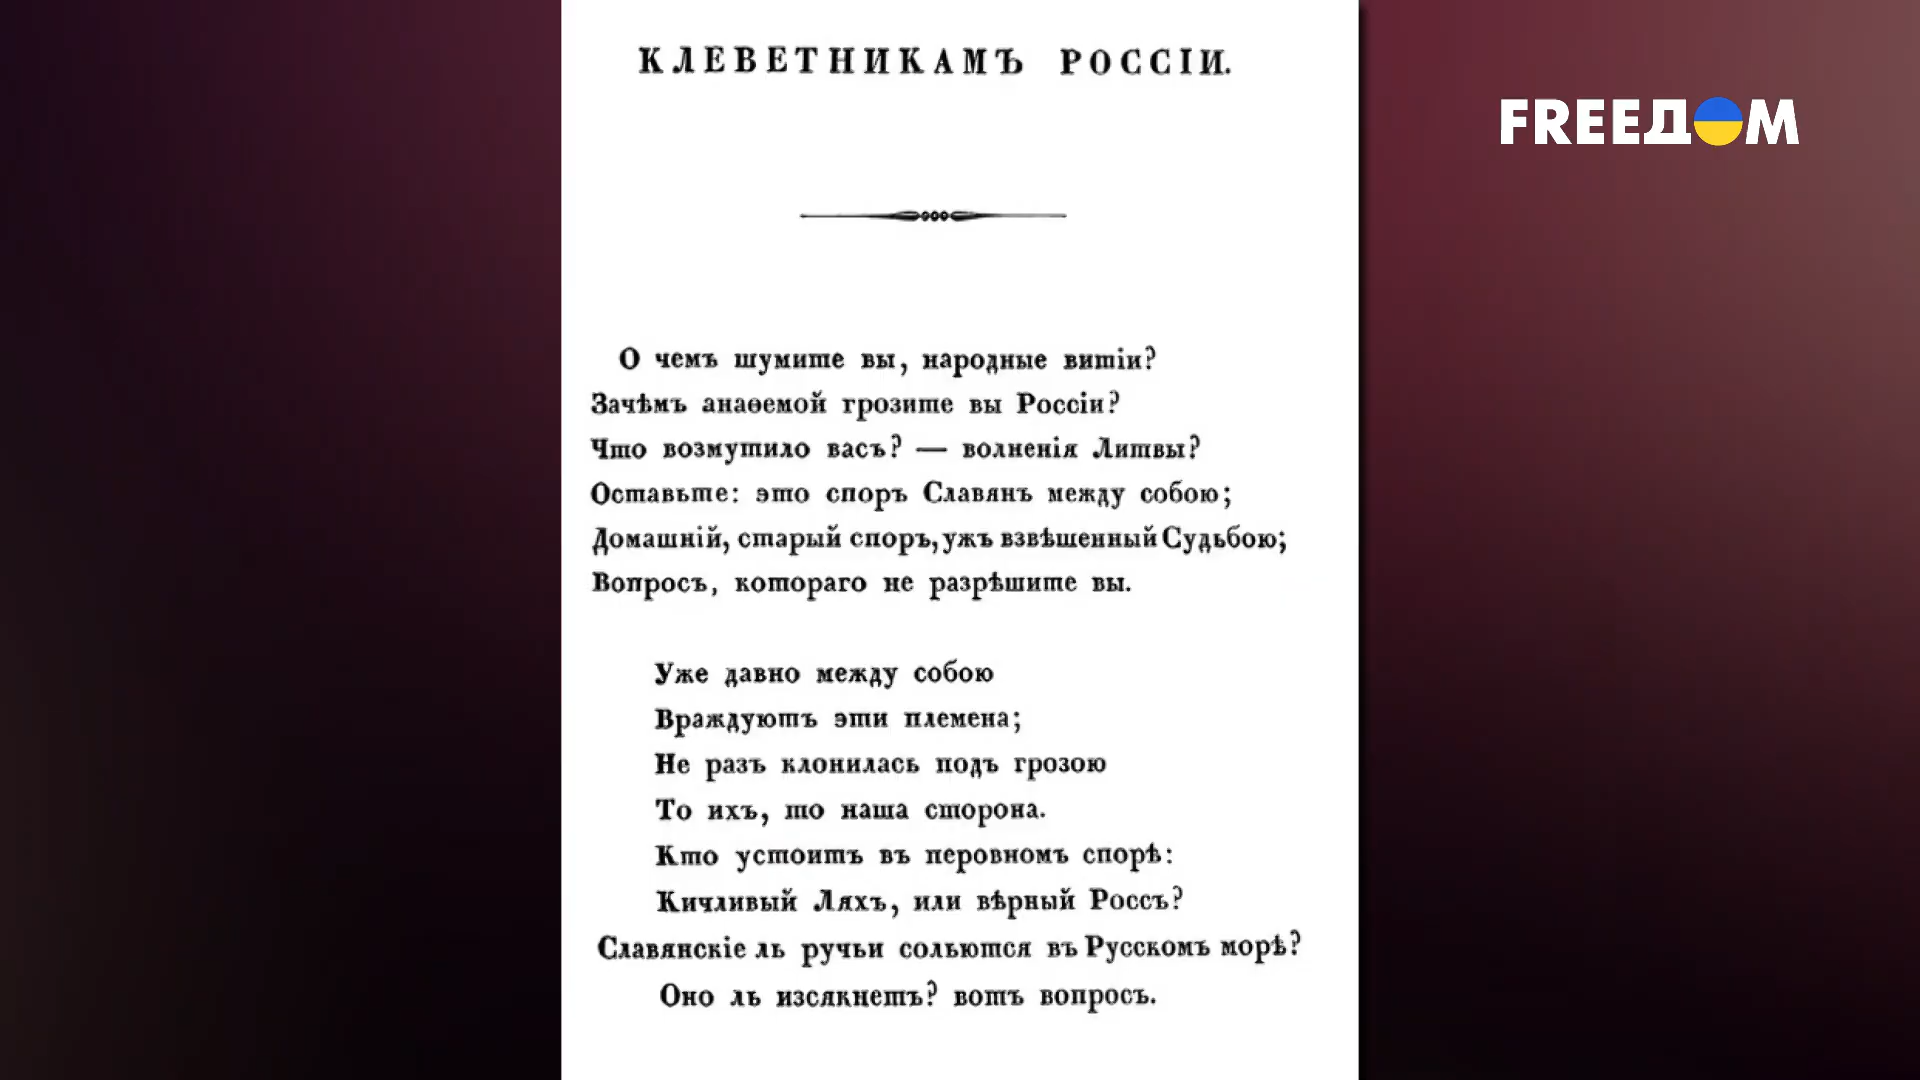 КЛЕВЕТНИКАМЪ РОССІИ.
FREEДОМ
О чемъ шумите вы, народные витіи?
Зачѣмъ анаѳемой грозите вы Россіи?
Что возмутило васъ? — волненія Литвы?
Оставьте: это споръ Славянъ между собою;
Домашній, старый споръ, ужъ взвѣшенный Судьбою;
Вопросъ, котораго не разрѣшите вы.
Уже давно между собою
Враждуютъ эти племена;
Не разъ клонилась подъ грозою
То ихъ, то наша сторона.
Кто устоитъ въ неровномъ спорѣ:
Кичливый Ляхъ, или вѣрный Россъ?
Славянскіе ль ручьи сольются въ Русскомъ морѣ?
Оно ль изсякнетъ? вотъ вопросъ.